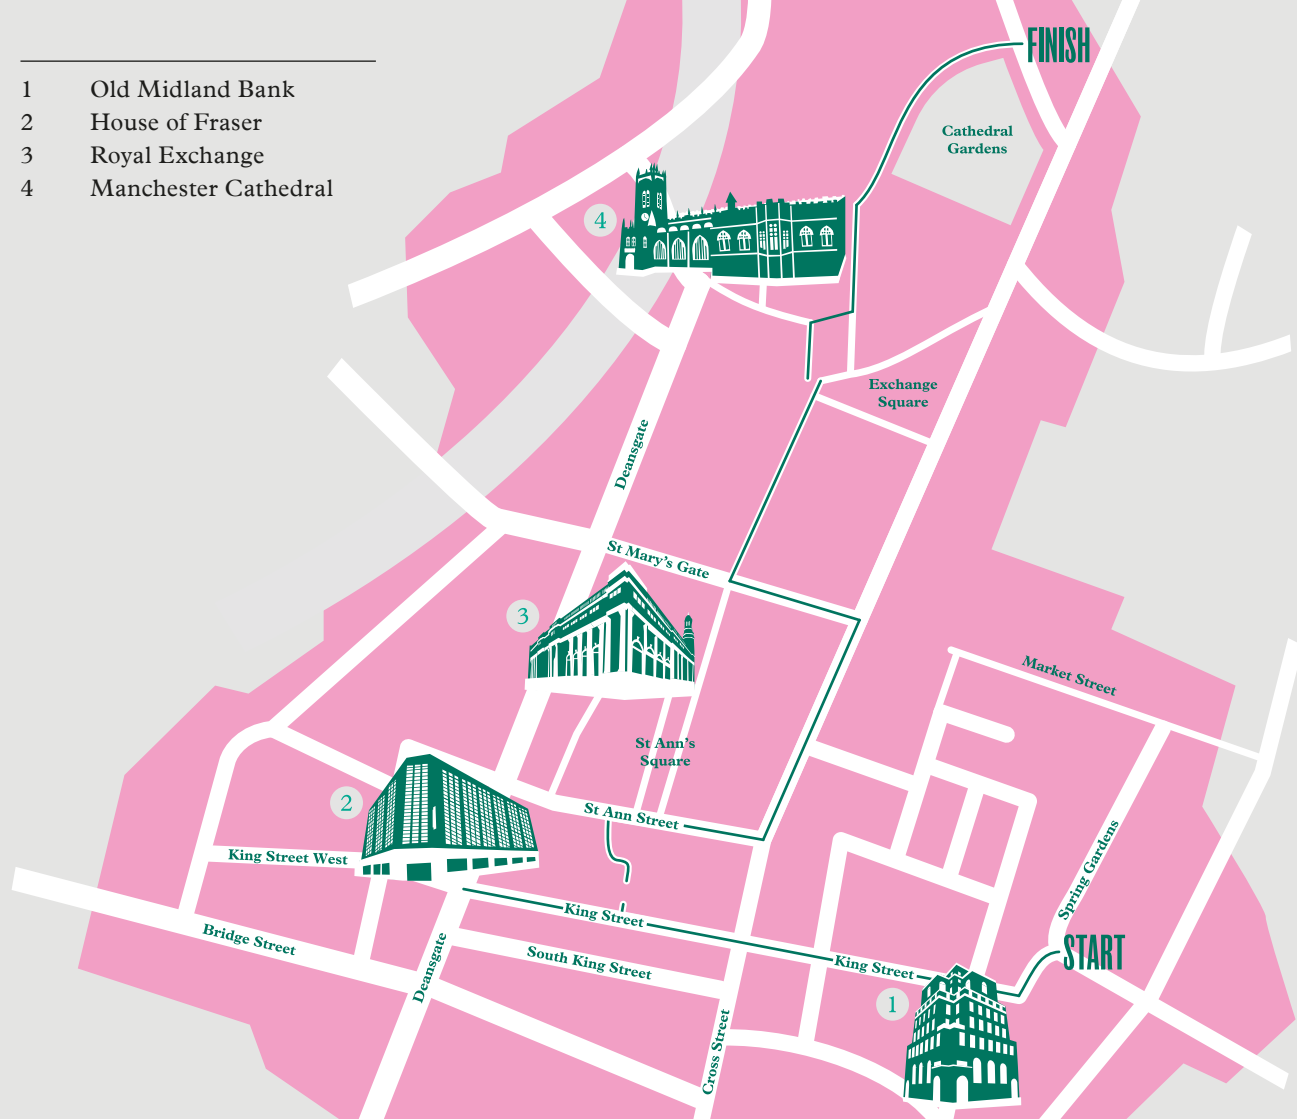 1 Old Midland Bank
2 House of Fraser
3 Royal Exchange
4 Manchester Cathedral
FINISH
Cathedral
Gardens
4
Exchange
Square
Deansgate
St Mary's Gate
3
Market Street
St Ann's
Square
2
St Ann Street
King Street West
Spring Gardens
King Street
Bridge Street
South King Street
King Street
START
Deansgate
1
Cross Street